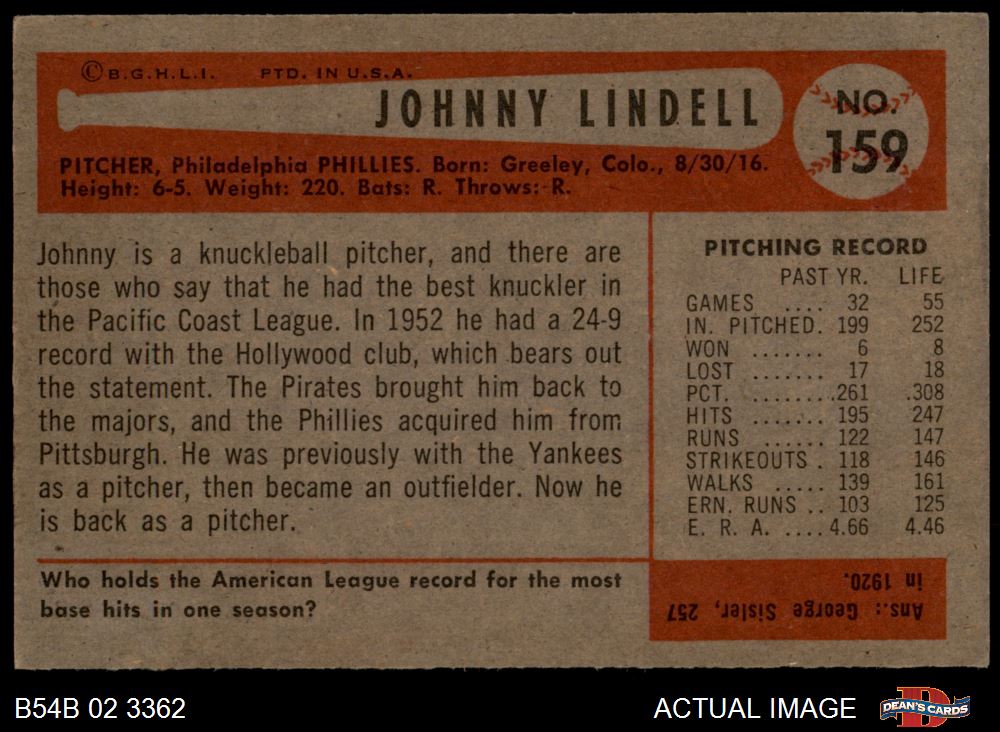 © B.G.H.L.I. PTD. IN U.S.A.
JOHNNY LINDELL
NO.
159
PITCHER, Philadelphia PHILLIES. Born: Greeley, Colo., 8/30/16.
Height: 6-5. Weight: 220. Bats: R. Throws: R.
Johnny is a knuckleball pitcher, and there are
those who say that he had the best knuckler in
the Pacific Coast League. In 1952 he had a 24-9
record with the Hollywood club, which bears out
the statement. The Pirates brought him back to
the majors, and the Phillies acquired him from
Pittsburgh. He was previously with the Yankees
as a pitcher, then became an outfielder. Now he
is back as a pitcher.
PITCHING RECORD
PAST YR. LIFE
GAMES .... 32 55
IN. PITCHED. 199 252
WON ....... 6 8
LOST ....... 17 18
PCT. ........ .261 .308
HITS ....... 195 247
RUNS ...... 122 147
STRIKEOUTS . 118 146
WALKS ..... 139 161
ERN. RUNS .. 103 125
E. R. A. .... 4.66 4.46
Who holds the American League record for the most
base hits in one season?
Ans.: George Sisler, 257
in 1920.
B54B 02 3362
ACTUAL IMAGE
D
DEAN'S CARDS